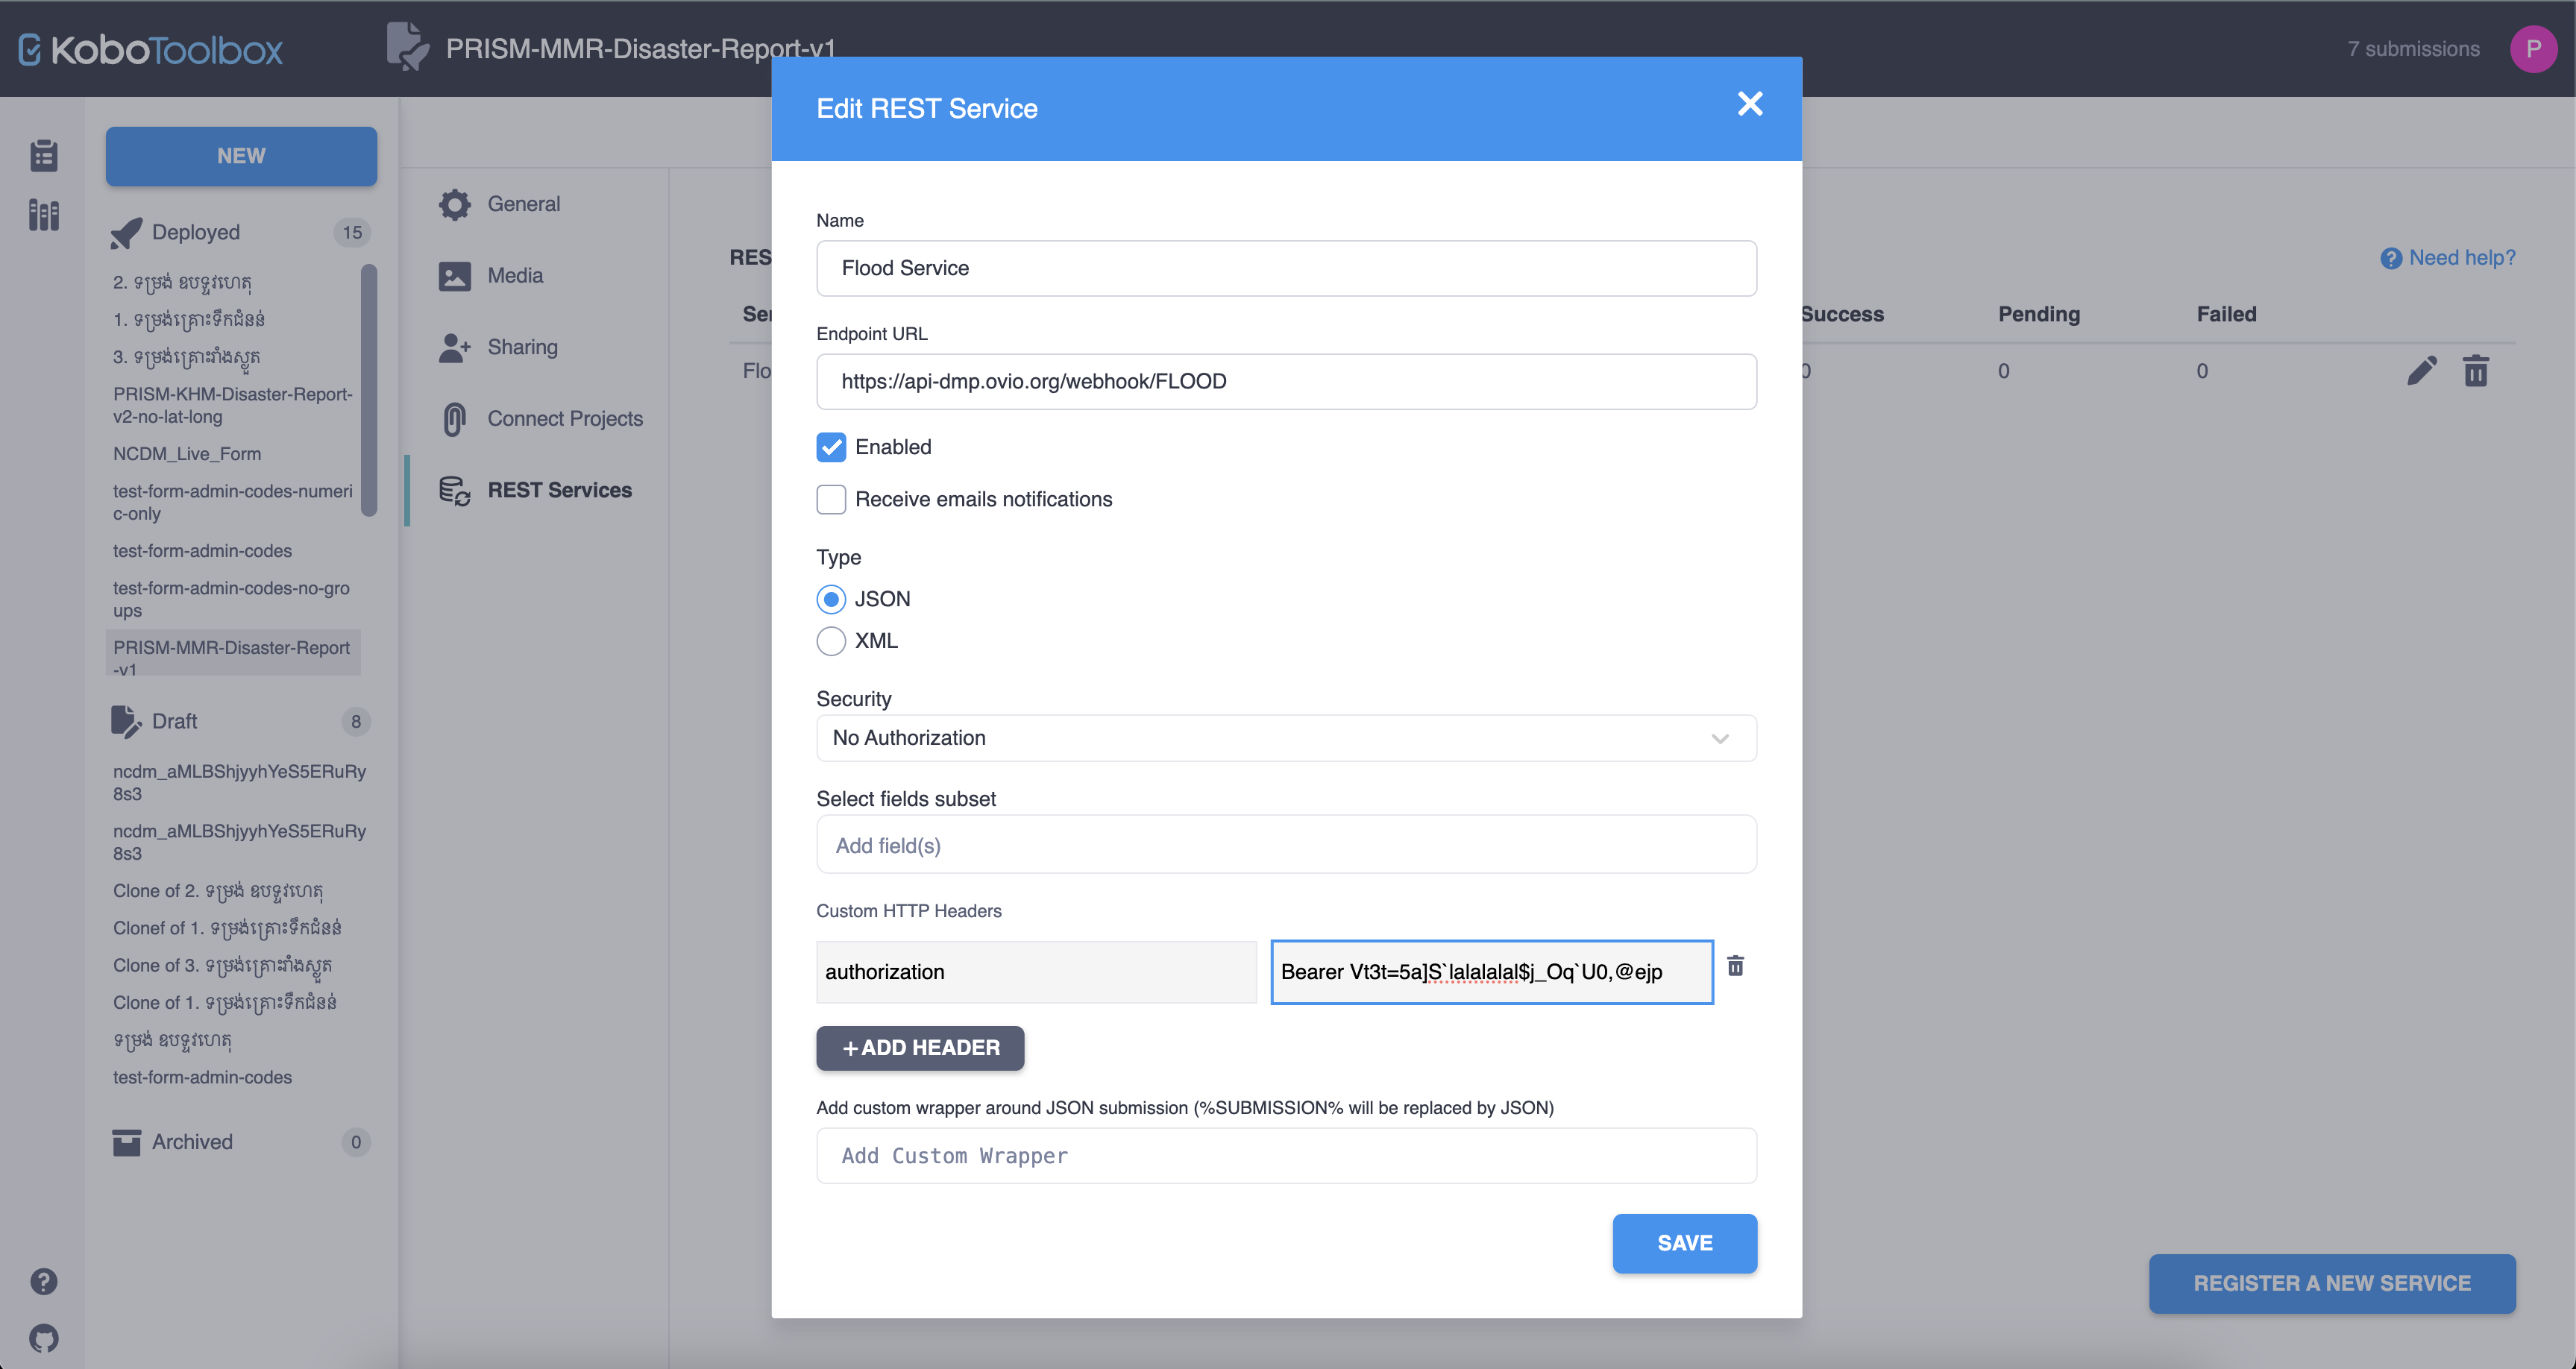 KoboToolbox
PRISM-MMR-Disaster-Report-v1
7 submissions
P
NEW
Deployed
15
2. ទម្រង់ ឧបទ្ទវហេតុ
1. ទម្រង់គ្រោះទឹកជំនន់
3. ទម្រង់គ្រោះរាំងស្ងួត
PRISM-KHM-Disaster-Report-
v2-no-lat-long
NCDM_Live_Form
test-form-admin-codes-numeri
c-only
test-form-admin-codes
test-form-admin-codes-no-gro
ups
PRISM-MMR-Disaster-Report
-v1
Draft
8
ncdm_aMLBShjyyhYeS5ERuRy
8s3
ncdm_aMLBShjyyhYeS5ERuRy
8s3
Clone of 2. ទម្រង់ ឧបទ្ទវហេតុ
Clonef of 1. ទម្រង់គ្រោះទឹកជំនន់
Clone of 3. ទម្រង់គ្រោះរាំងស្ងួត
Clone of 1. ទម្រង់គ្រោះទឹកជំនន់
ទម្រង់ ឧបទ្ទវហេតុ
test-form-admin-codes
Archived
0
General
Media
Sharing
Connect Projects
REST Services
RES
Ser
Flo
Need help?
Success
Pending
Failed
0
0
0
REGISTER A NEW SERVICE
Edit REST Service
Name
Flood Service
Endpoint URL
https://api-dmp.ovio.org/webhook/FLOOD
Enabled
Receive emails notifications
Type
JSON
XML
Security
No Authorization
Select fields subset
Add field(s)
Custom HTTP Headers
authorization
Bearer Vt3t=5a]S`lalalalal$j_Oq`U0,@ejp
+ADD HEADER
Add custom wrapper around JSON submission (%SUBMISSION% will be replaced by JSON)
Add Custom Wrapper
SAVE